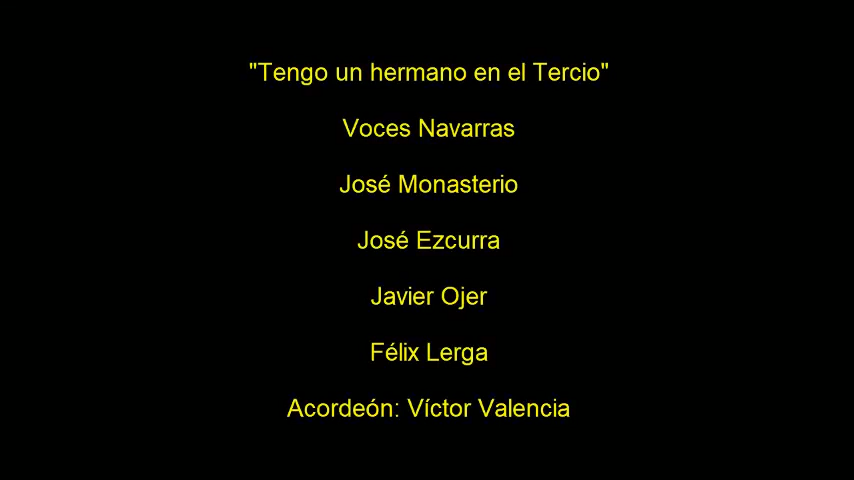 "Tengo un hermano en el Tercio"
Voces Navarras
José Monasterio
José Ezcurra
Javier Ojer
Félix Lerga
Acordeón: Víctor Valencia